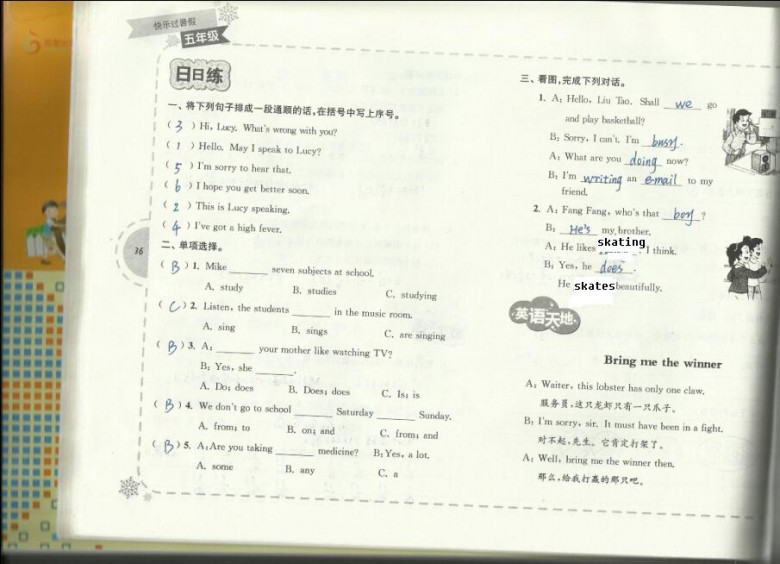 快乐过暑假
五年级
日日练
一、将下列句子排成一段通顺的话,在括号中写上序号。
( 3 ) Hi, Lucy. What's wrong with you?
( 1 ) Hello. May I speak to Lucy?
( 5 ) I'm sorry to hear that.
( 6 ) I hope you get better soon.
( 2 ) This is Lucy speaking.
( 4 ) I've got a high fever.
二、单项选择。
( B ) 1. Mike ______ seven subjects at school.
A. study B. studies C. studying
( C ) 2. Listen, the students ______ in the music room.
A. sing B. sings C. are singing
( B ) 3. A: ______ your mother like watching TV?
B: Yes, she ______.
A. Do; does B. Does; does C. Is; is
( B ) 4. We don't go to school ______ Saturday ______ Sunday.
A. from; to B. on; and C. from; and
( B ) 5. A: Are you taking ______ medicine? B: Yes, a lot.
A. some B. any C. a
36
三、看图,完成下列对话。
1. A: Hello, Liu Tao. Shall we go
and play basketball?
B: Sorry, I can't. I'm busy.
A: What are you doing now?
B: I'm writing an e-mail to my
friend.
2. A: Fang Fang, who's that boy ?
B: He's my brother.
A: He likes skating , I think.
B: Yes, he does .
He skates beautifully.
英语天地
Bring me the winner
A: Waiter, this lobster has only one claw.
服务员,这只龙虾只有一只爪子。
B: I'm sorry, sir. It must have been in a fight.
对不起,先生。它肯定打架了。
A: Well, bring me the winner then.
那么,给我打赢的那只吧。